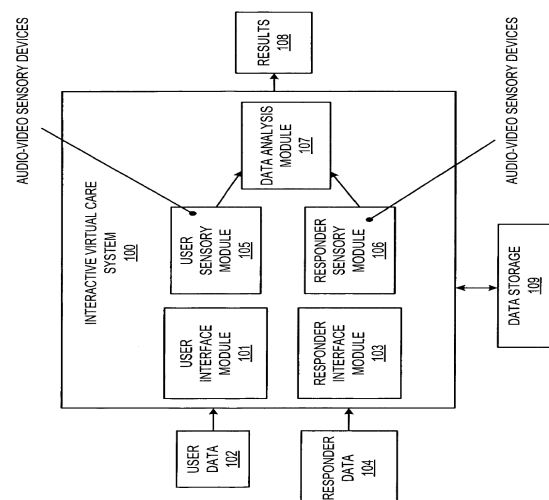 AUDIO-VIDEO SENSORY DEVICES
INTERACTIVE VIRTUAL CARE
SYSTEM
100
USER
DATA
102
USER
INTERFACE
MODULE
101
USER
SENSORY
MODULE
105
DATA ANALYSIS
MODULE
107
RESULTS
108
RESPONDER
DATA
104
RESPONDER
INTERFACE
MODULE
103
RESPONDER
SENSORY
MODULE
106
DATA STORAGE
109
AUDIO-VIDEO SENSORY DEVICES